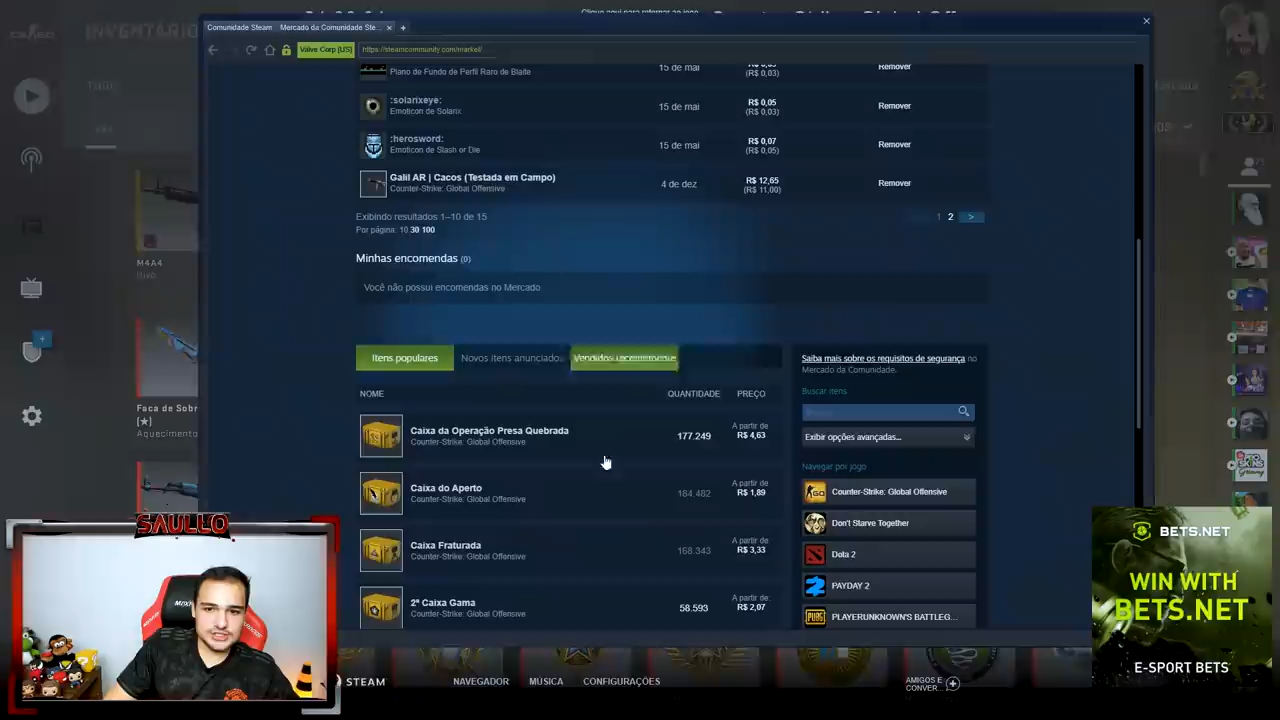 Clique aqui para retornar ao jogo
INVENTÁRIO
Comunidade Steam Mercado da Comunidade Ste...
Valve Corp [US]
https://steamcommunity.com/market/
Plano de Fundo de Perfil Raro de Blaite
15 de mai
(R$ 0,03)
Remover
:solarixeye:
Emoticon de Solarix
15 de mai
R$ 0,05
(R$ 0,03)
Remover
:herosword:
Emoticon de Slash or Die
15 de mai
R$ 0,07
(R$ 0,05)
Remover
Galil AR | Cacos (Testada em Campo)
Counter-Strike: Global Offensive
4 de dez
R$ 12,65
(R$ 11,00)
Remover
Exibindo resultados 1–10 de 15
1 2 >
Por página: 10 30 100
Minhas encomendas (0)
Você não possui encomendas no Mercado
Itens populares
Novos itens anunciados
NOME
QUANTIDADE
PREÇO
Caixa da Operação Presa Quebrada
Counter-Strike: Global Offensive
177.249
A partir de
R$ 4,63
Caixa do Aperto
Counter-Strike: Global Offensive
184.482
A partir de
R$ 1,89
Caixa Fraturada
Counter-Strike: Global Offensive
168.343
A partir de
R$ 3,33
2ª Caixa Gama
Counter-Strike: Global Offensive
58.593
A partir de:
R$ 2,07
Saiba mais sobre os requisitos de segurança no
Mercado da Comunidade.
Buscar itens
Exibir opções avançadas...
Navegar por jogo
Counter-Strike: Global Offensive
Don't Starve Together
Dota 2
PAYDAY 2
PLAYERUNKNOWN'S BATTLEG...
M4A4
Faca de Sobr
(★)
Aquecimento
SAULLO
STEAM
NAVEGADOR
MÚSICA
CONFIGURAÇÕES
AMIGOS E
CONVER...
BETS.NET
WIN WITH
BETS.NET
E-SPORT BETS